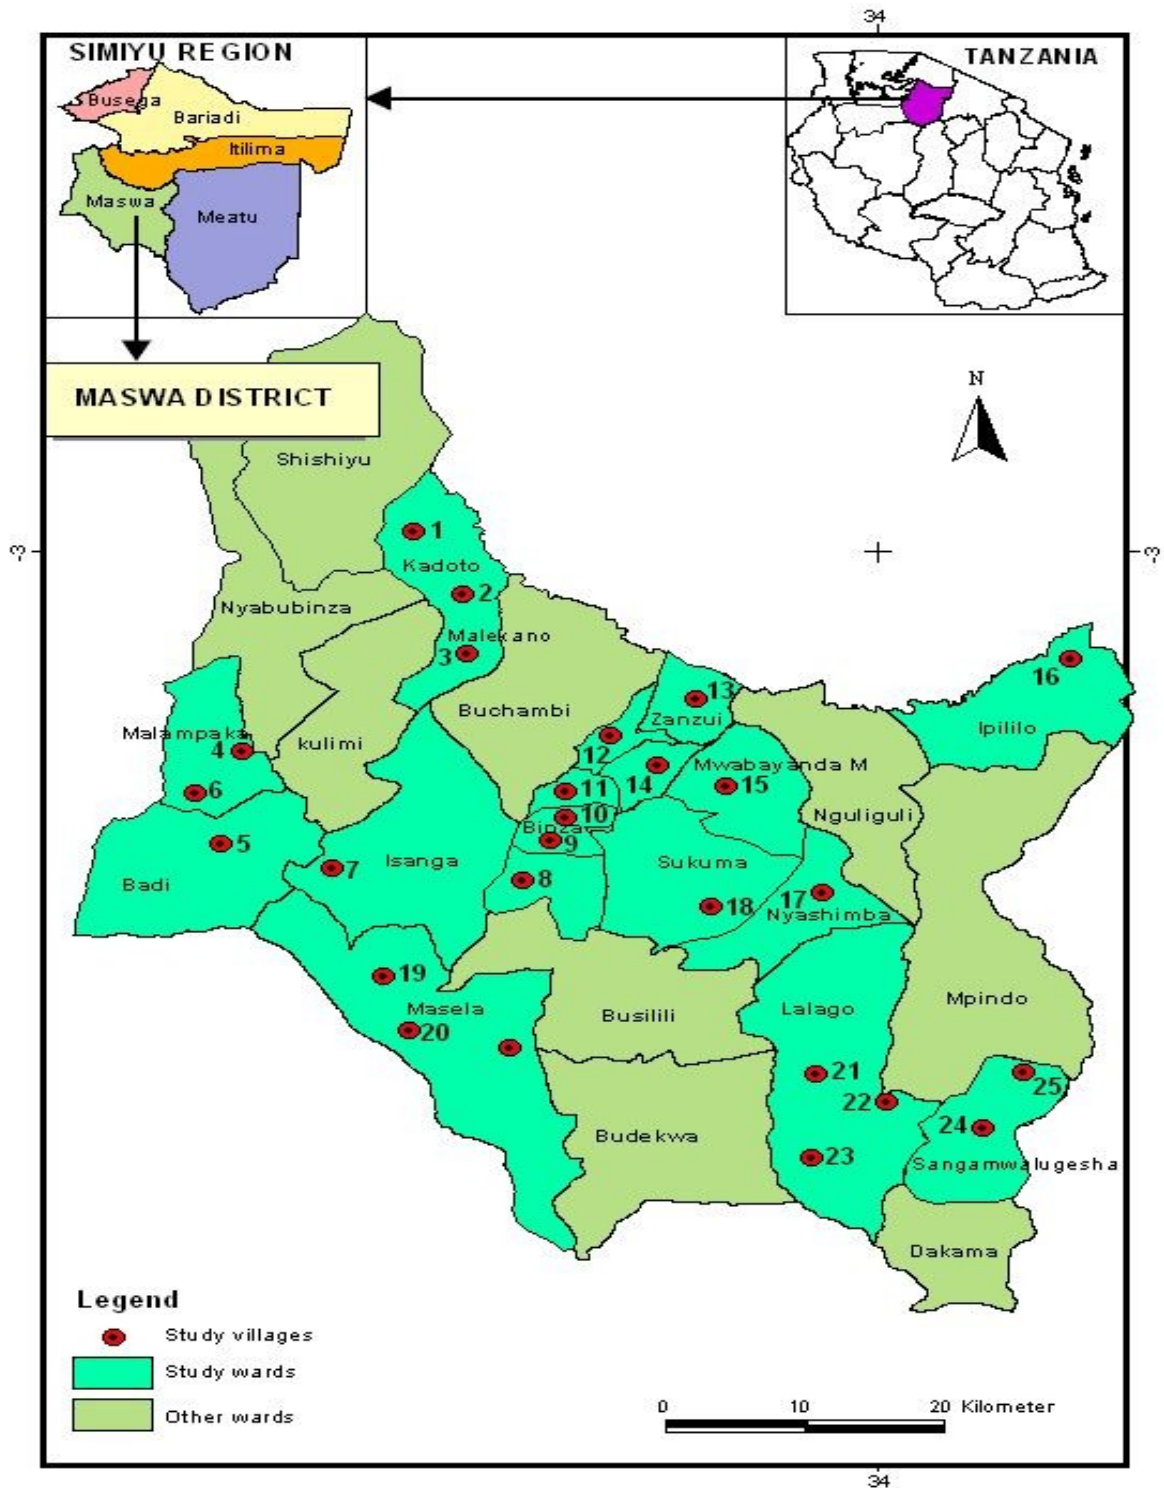 34
SIMIYU REGION
TANZANIA
Busega
Bariadi
Itilima
Maswa
Meatu
MASWA DISTRICT
N
Shishiyu
1
-3
-3
Kadoto
2
Nyabubinza
Malekano
3
16
13
Buchambi
Zanzui
Ipililo
Malampaka
4
kulimi
12
Mwabayanda M
6
11
14
15
10
Nguliguli
Binza
9
5
7
Isanga
Sukuma
8
Badi
17
18
Nyashimba
19
Mpindo
Masela
Busilili
Lalago
20
21
25
22
24
Budekwa
23
Sangamwalugesha
Dakama
Legend
Study villages
Study wards
Other wards
0 10 20 Kilometer
34